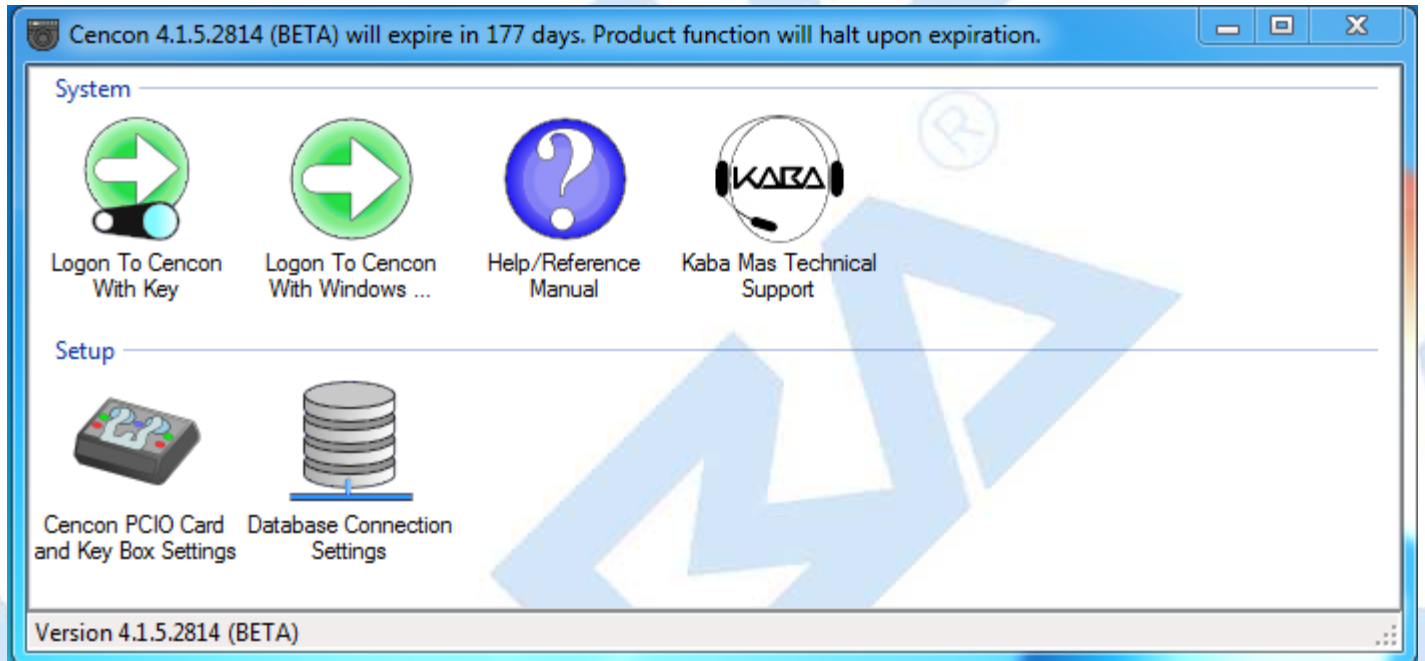 Cencon 4.1.5.2814 (BETA) will expire in 177 days. Product function will halt upon expiration.
System
KABA
Logon To Cencon
With Key
Logon To Cencon
With Windows ...
Help/Reference
Manual
Kaba Mas Technical
Support
Setup
Cencon PCIO Card
and Key Box Settings
Database Connection
Settings
Version 4.1.5.2814 (BETA)